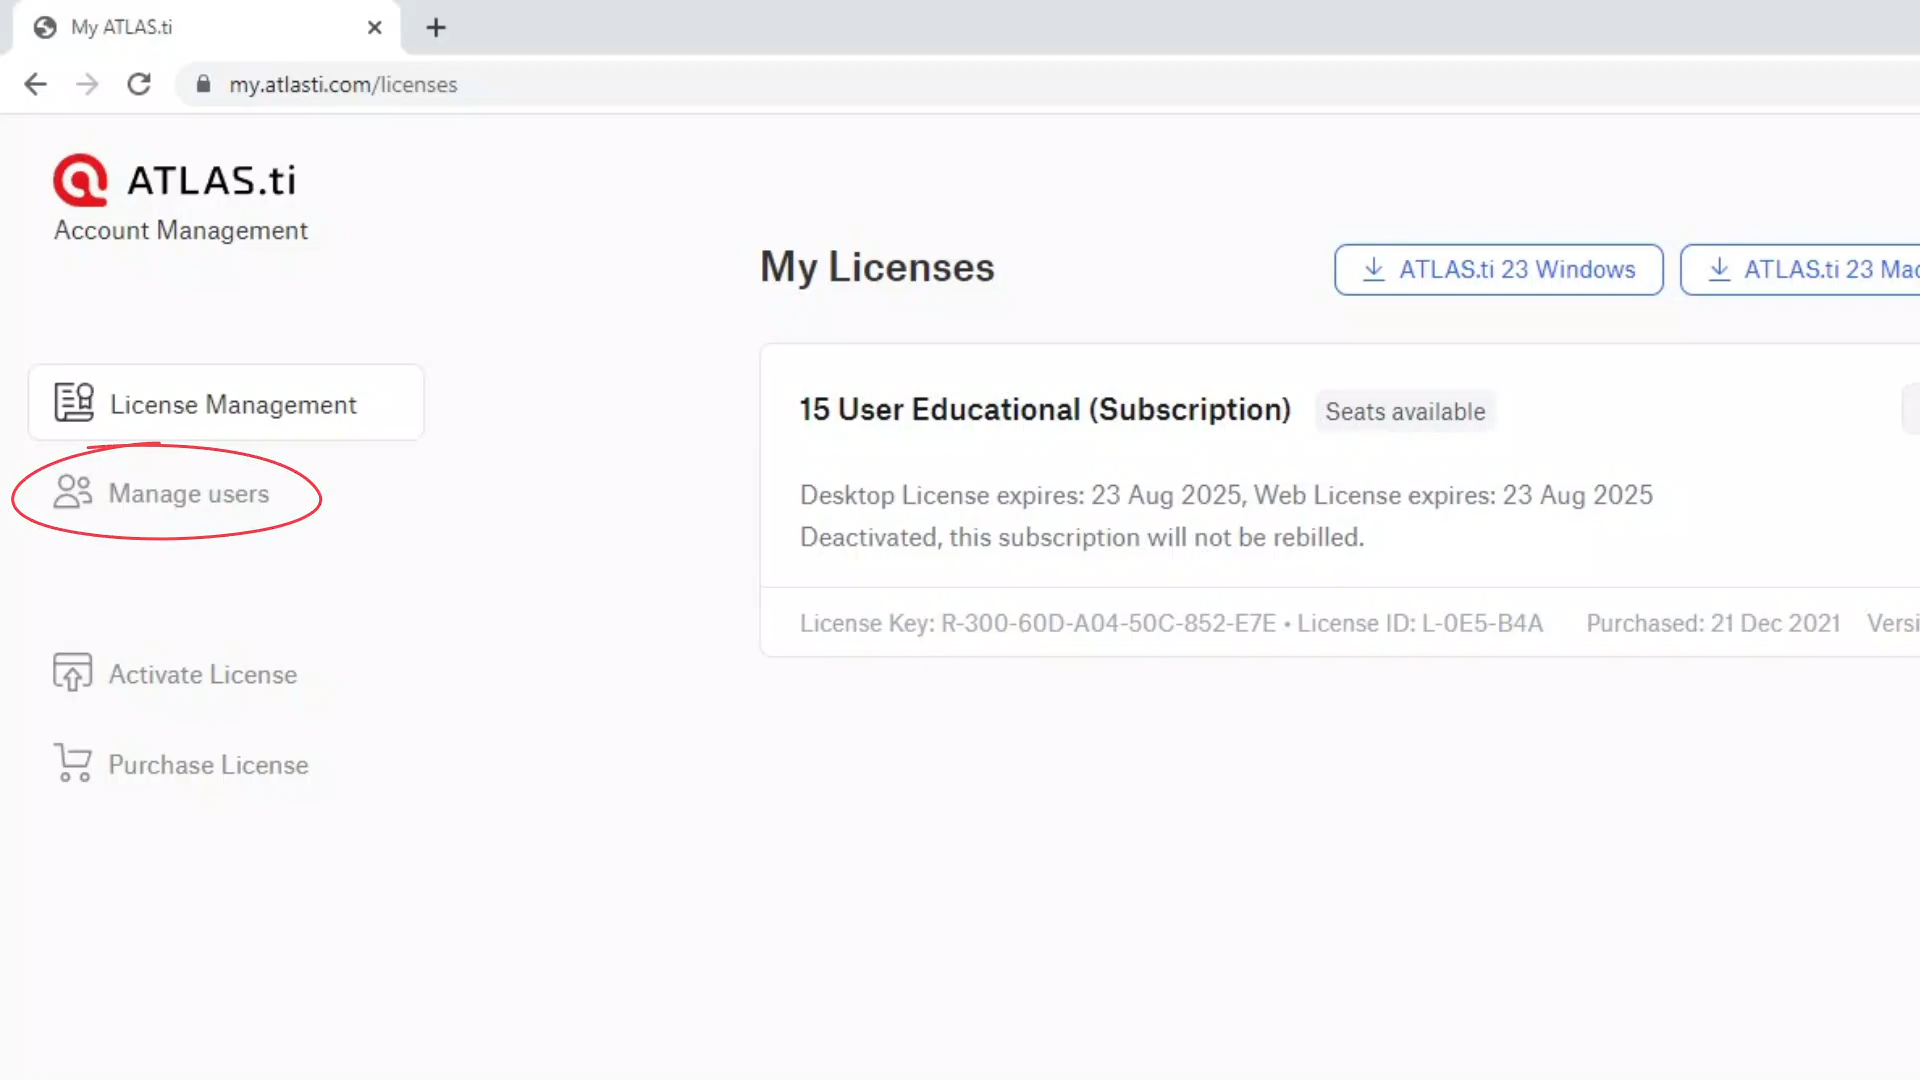 My ATLAS.ti
my.atlasti.com/licenses
ATLAS.ti
Account Management
License Management
Manage users
Activate License
Purchase License
My Licenses
ATLAS.ti 23 Windows
ATLAS.ti 23 Mac
15 User Educational (Subscription)
Seats available
Desktop License expires: 23 Aug 2025, Web License expires: 23 Aug 2025
Deactivated, this subscription will not be rebilled.
License Key: R-300-60D-A04-50C-852-E7E • License ID: L-0E5-B4A Purchased: 21 Dec 2021 Versi